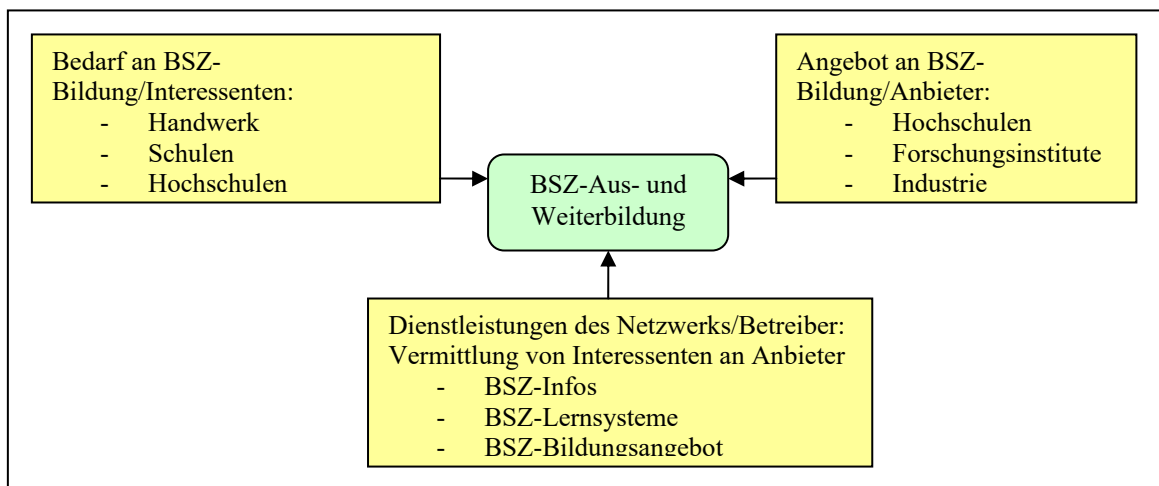 Bedarf an BSZ-
Bildung/Interessenten:
- Handwerk
- Schulen
- Hochschulen
Angebot an BSZ-
Bildung/Anbieter:
- Hochschulen
- Forschungsinstitute
- Industrie
BSZ-Aus- und
Weiterbildung
Dienstleistungen des Netzwerks/Betreiber:
Vermittlung von Interessenten an Anbieter
- BSZ-Infos
- BSZ-Lernsysteme
- BSZ-Bildungsangebot